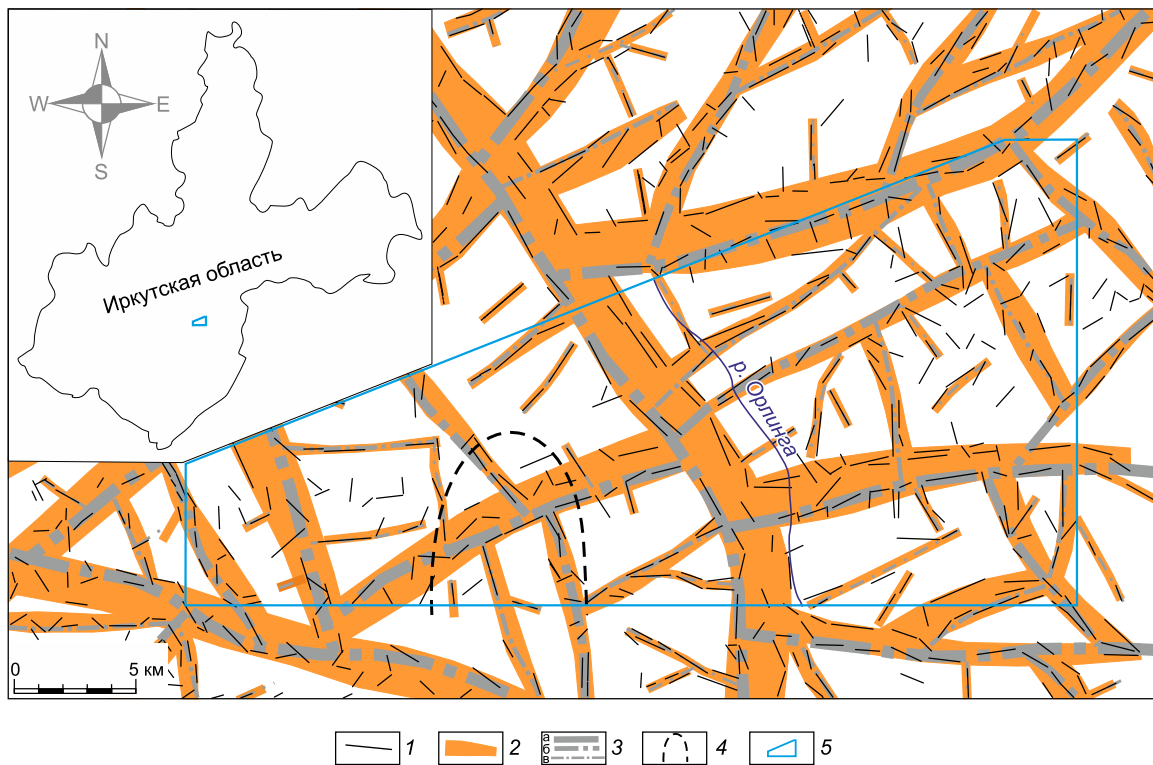 N
W E
S
Иркутская область
р. Орлинга
0 5 км
1 2 а б в 3 4 5